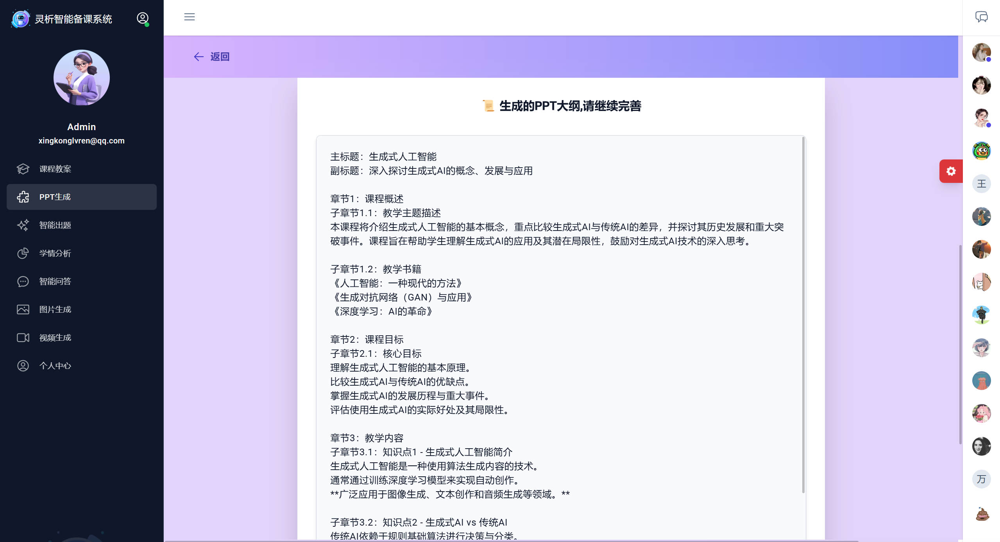 灵析智能备课系统
Admin
xingkonglvren@qq.com
课程教案
PPT生成
智能出题
学情分析
智能问答
图片生成
视频生成
个人中心
返回
生成的PPT大纲,请继续完善
主标题：生成式人工智能
副标题：深入探讨生成式AI的概念、发展与应用
章节1：课程概述
子章节1.1：教学主题描述
本课程将介绍生成式人工智能的基本概念，重点比较生成式AI与传统AI的差异，并探讨其历史发展和重大突
破事件。课程旨在帮助学生理解生成式AI的应用及其潜在局限性，鼓励对生成式AI技术的深入思考。
子章节1.2：教学书籍
《人工智能：一种现代的方法》
《生成对抗网络（GAN）与应用》
《深度学习：AI的革命》
章节2：课程目标
子章节2.1：核心目标
理解生成式人工智能的基本原理。
比较生成式AI与传统AI的优缺点。
掌握生成式AI的发展历程与重大事件。
评估使用生成式AI的实际好处及其局限性。
章节3：教学内容
子章节3.1：知识点1 - 生成式人工智能简介
生成式人工智能是一种使用算法生成内容的技术。
通常通过训练深度学习模型来实现自动创作。
**广泛应用于图像生成、文本创作和音频生成等领域。**
子章节3.2：知识点2 - 生成式AI vs 传统AI
传统AI依赖于规则基础算法进行决策与分类。
王
万